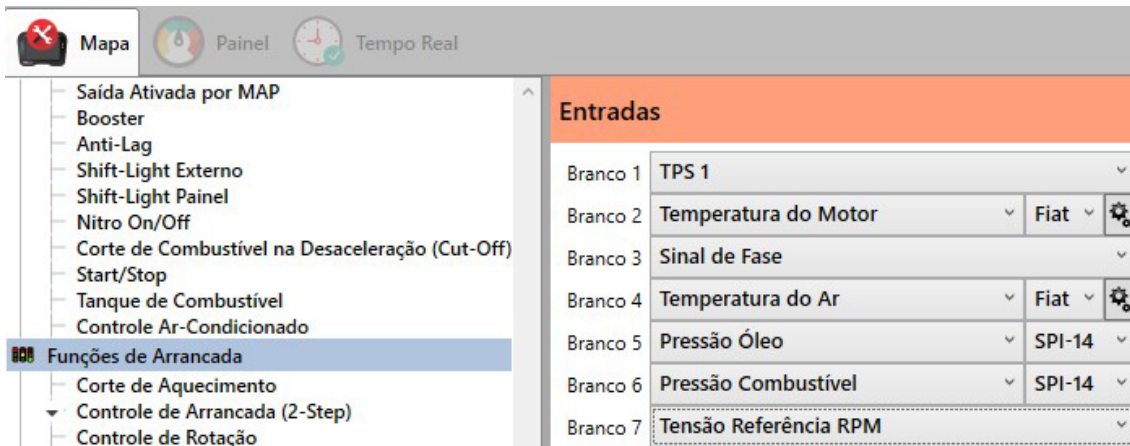 Mapa Painel Tempo Real
Saída Ativada por MAP
Booster
Anti-Lag
Shift-Light Externo
Shift-Light Painel
Nitro On/Off
Corte de Combustível na Desaceleração (Cut-Off)
Start/Stop
Tanque de Combustível
Controle Ar-Condicionado
Funções de Arrancada
Corte de Aquecimento
Controle de Arrancada (2-Step)
Controle de Rotação
Entradas
Branco 1 TPS 1
Branco 2 Temperatura do Motor Fiat
Branco 3 Sinal de Fase
Branco 4 Temperatura do Ar Fiat
Branco 5 Pressão Óleo SPI-14
Branco 6 Pressão Combustível SPI-14
Branco 7 Tensão Referência RPM